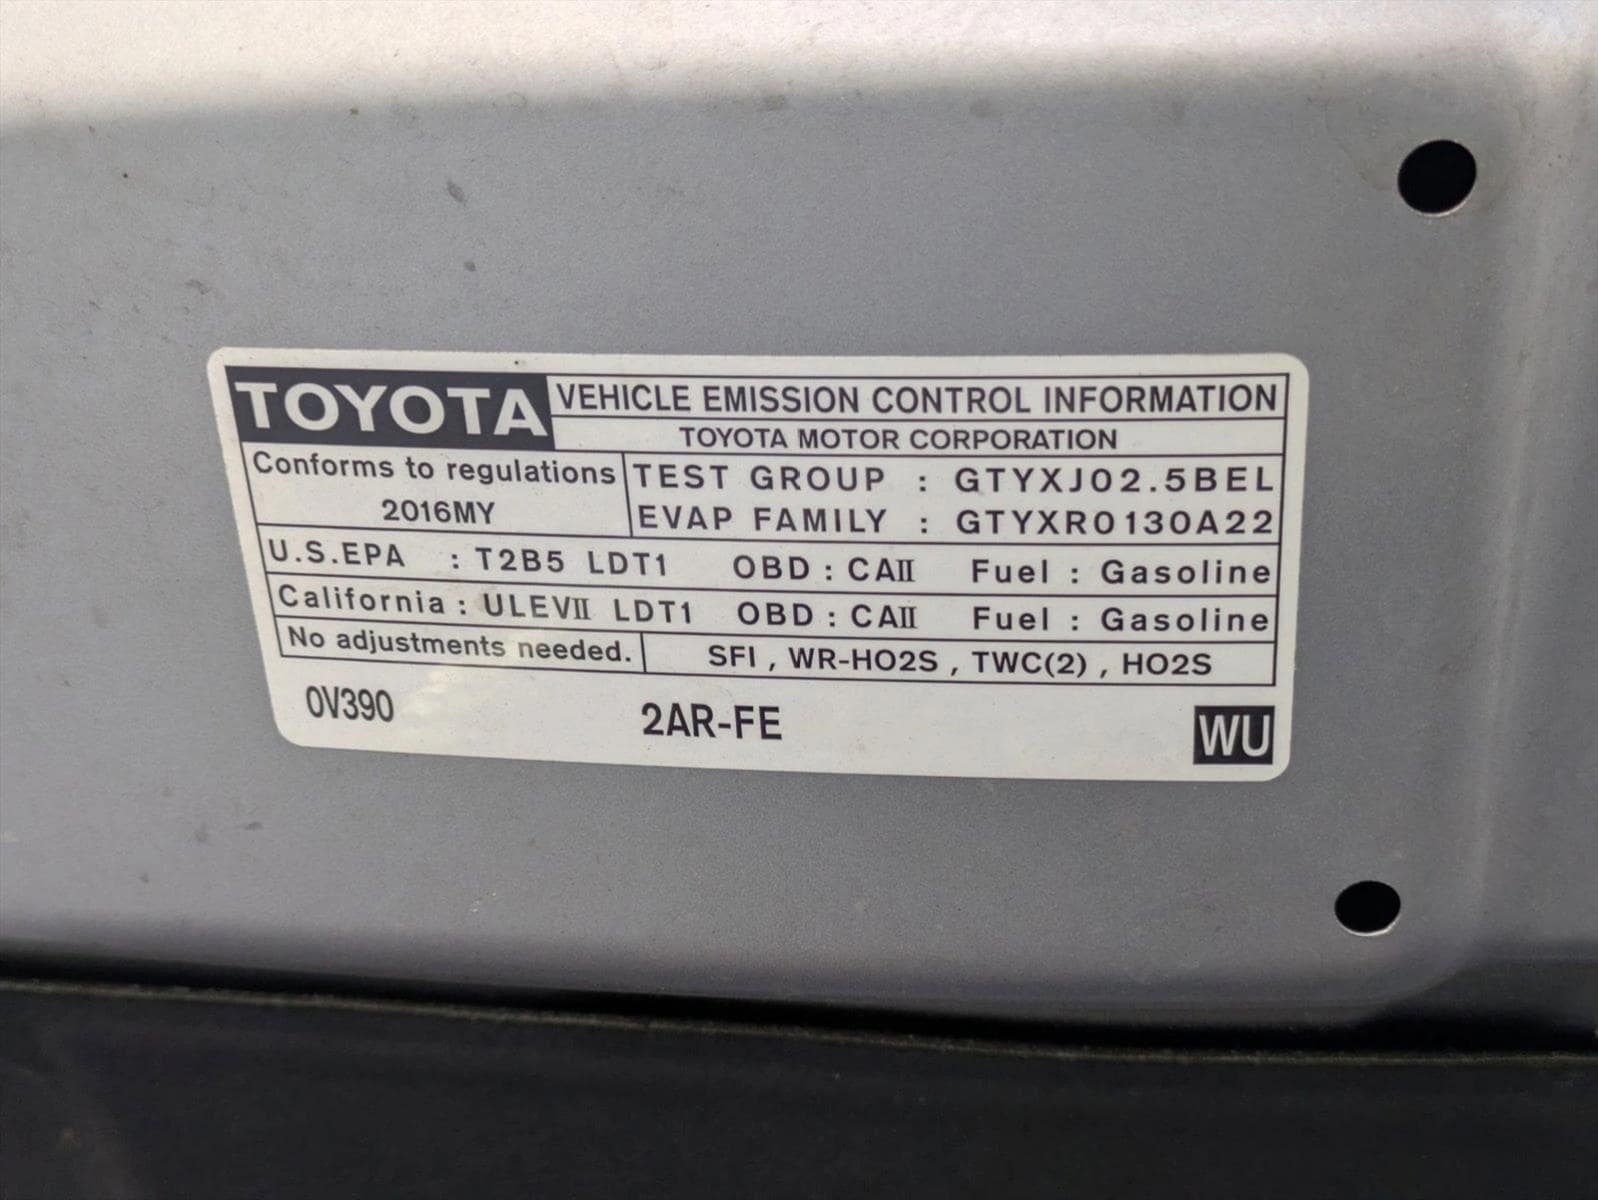 TOYOTA VEHICLE EMISSION CONTROL INFORMATION
TOYOTA MOTOR CORPORATION
Conforms to regulations
2016MY
TEST GROUP : GTYXJ02.5BEL
EVAP FAMILY : GTYXR0130A22
U.S.EPA : T2B5 LDT1 OBD : CAII Fuel : Gasoline
California : ULEVII LDT1 OBD : CAII Fuel : Gasoline
No adjustments needed. SFI , WR-HO2S , TWC(2) , HO2S
0V390 2AR-FE WU